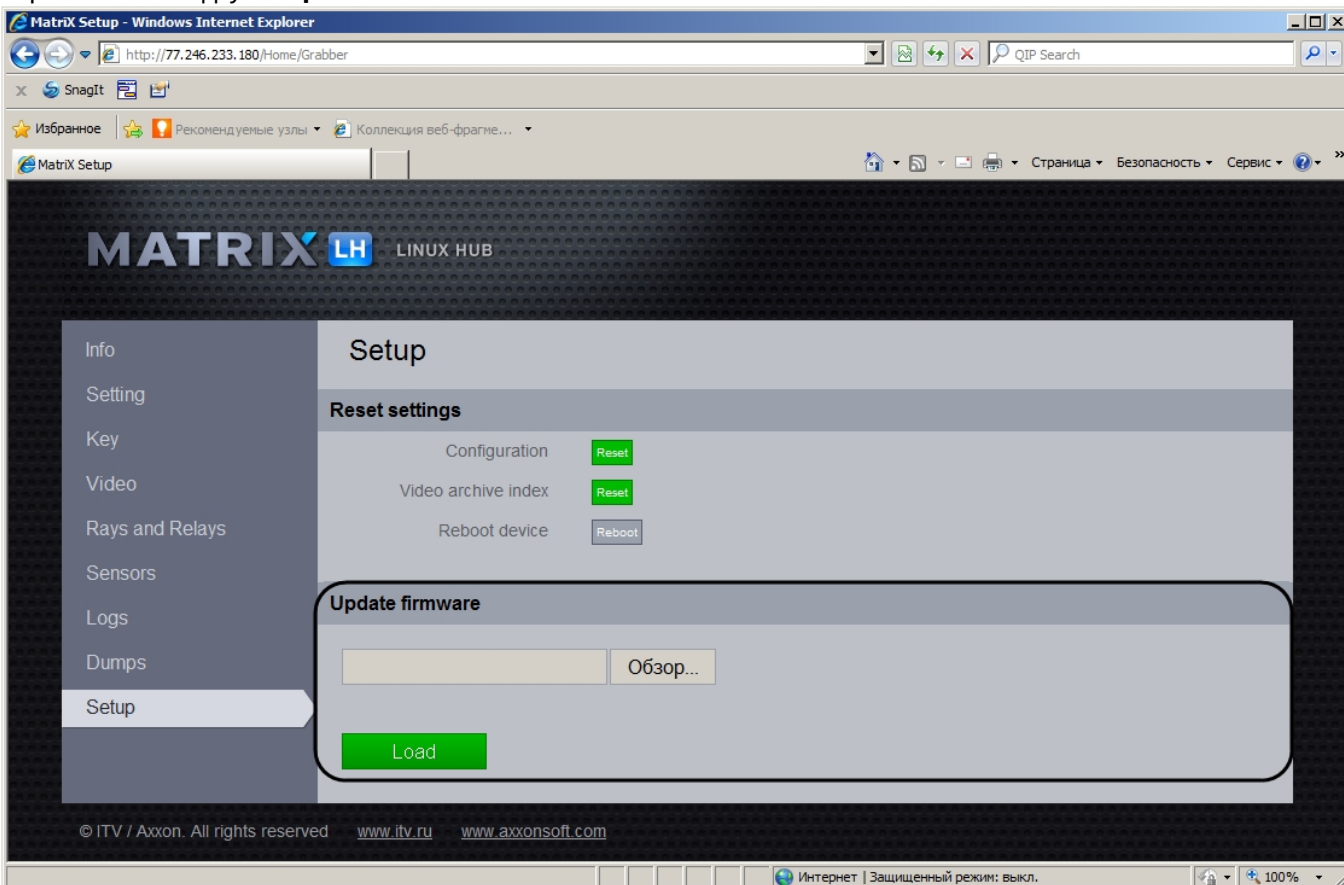 MatriX Setup - Windows Internet Explorer
http://77.246.233.180/Home/Grabber
QIP Search
x SnagIt
Избранное Рекомендуемые узлы Коллекция веб-фрагме...
MatriX Setup Страница Безопасность Сервис
MATRIX LH LINUX HUB
Info
Setting
Key
Video
Rays and Relays
Sensors
Logs
Dumps
Setup
Setup
Reset settings
Configuration Reset
Video archive index Reset
Reboot device Reboot
Update firmware
Обзор...
Load
© ITV / Axxon. All rights reserved www.itv.ru www.axxonsoft.com
Интернет | Защищенный режим: выкл. 100%